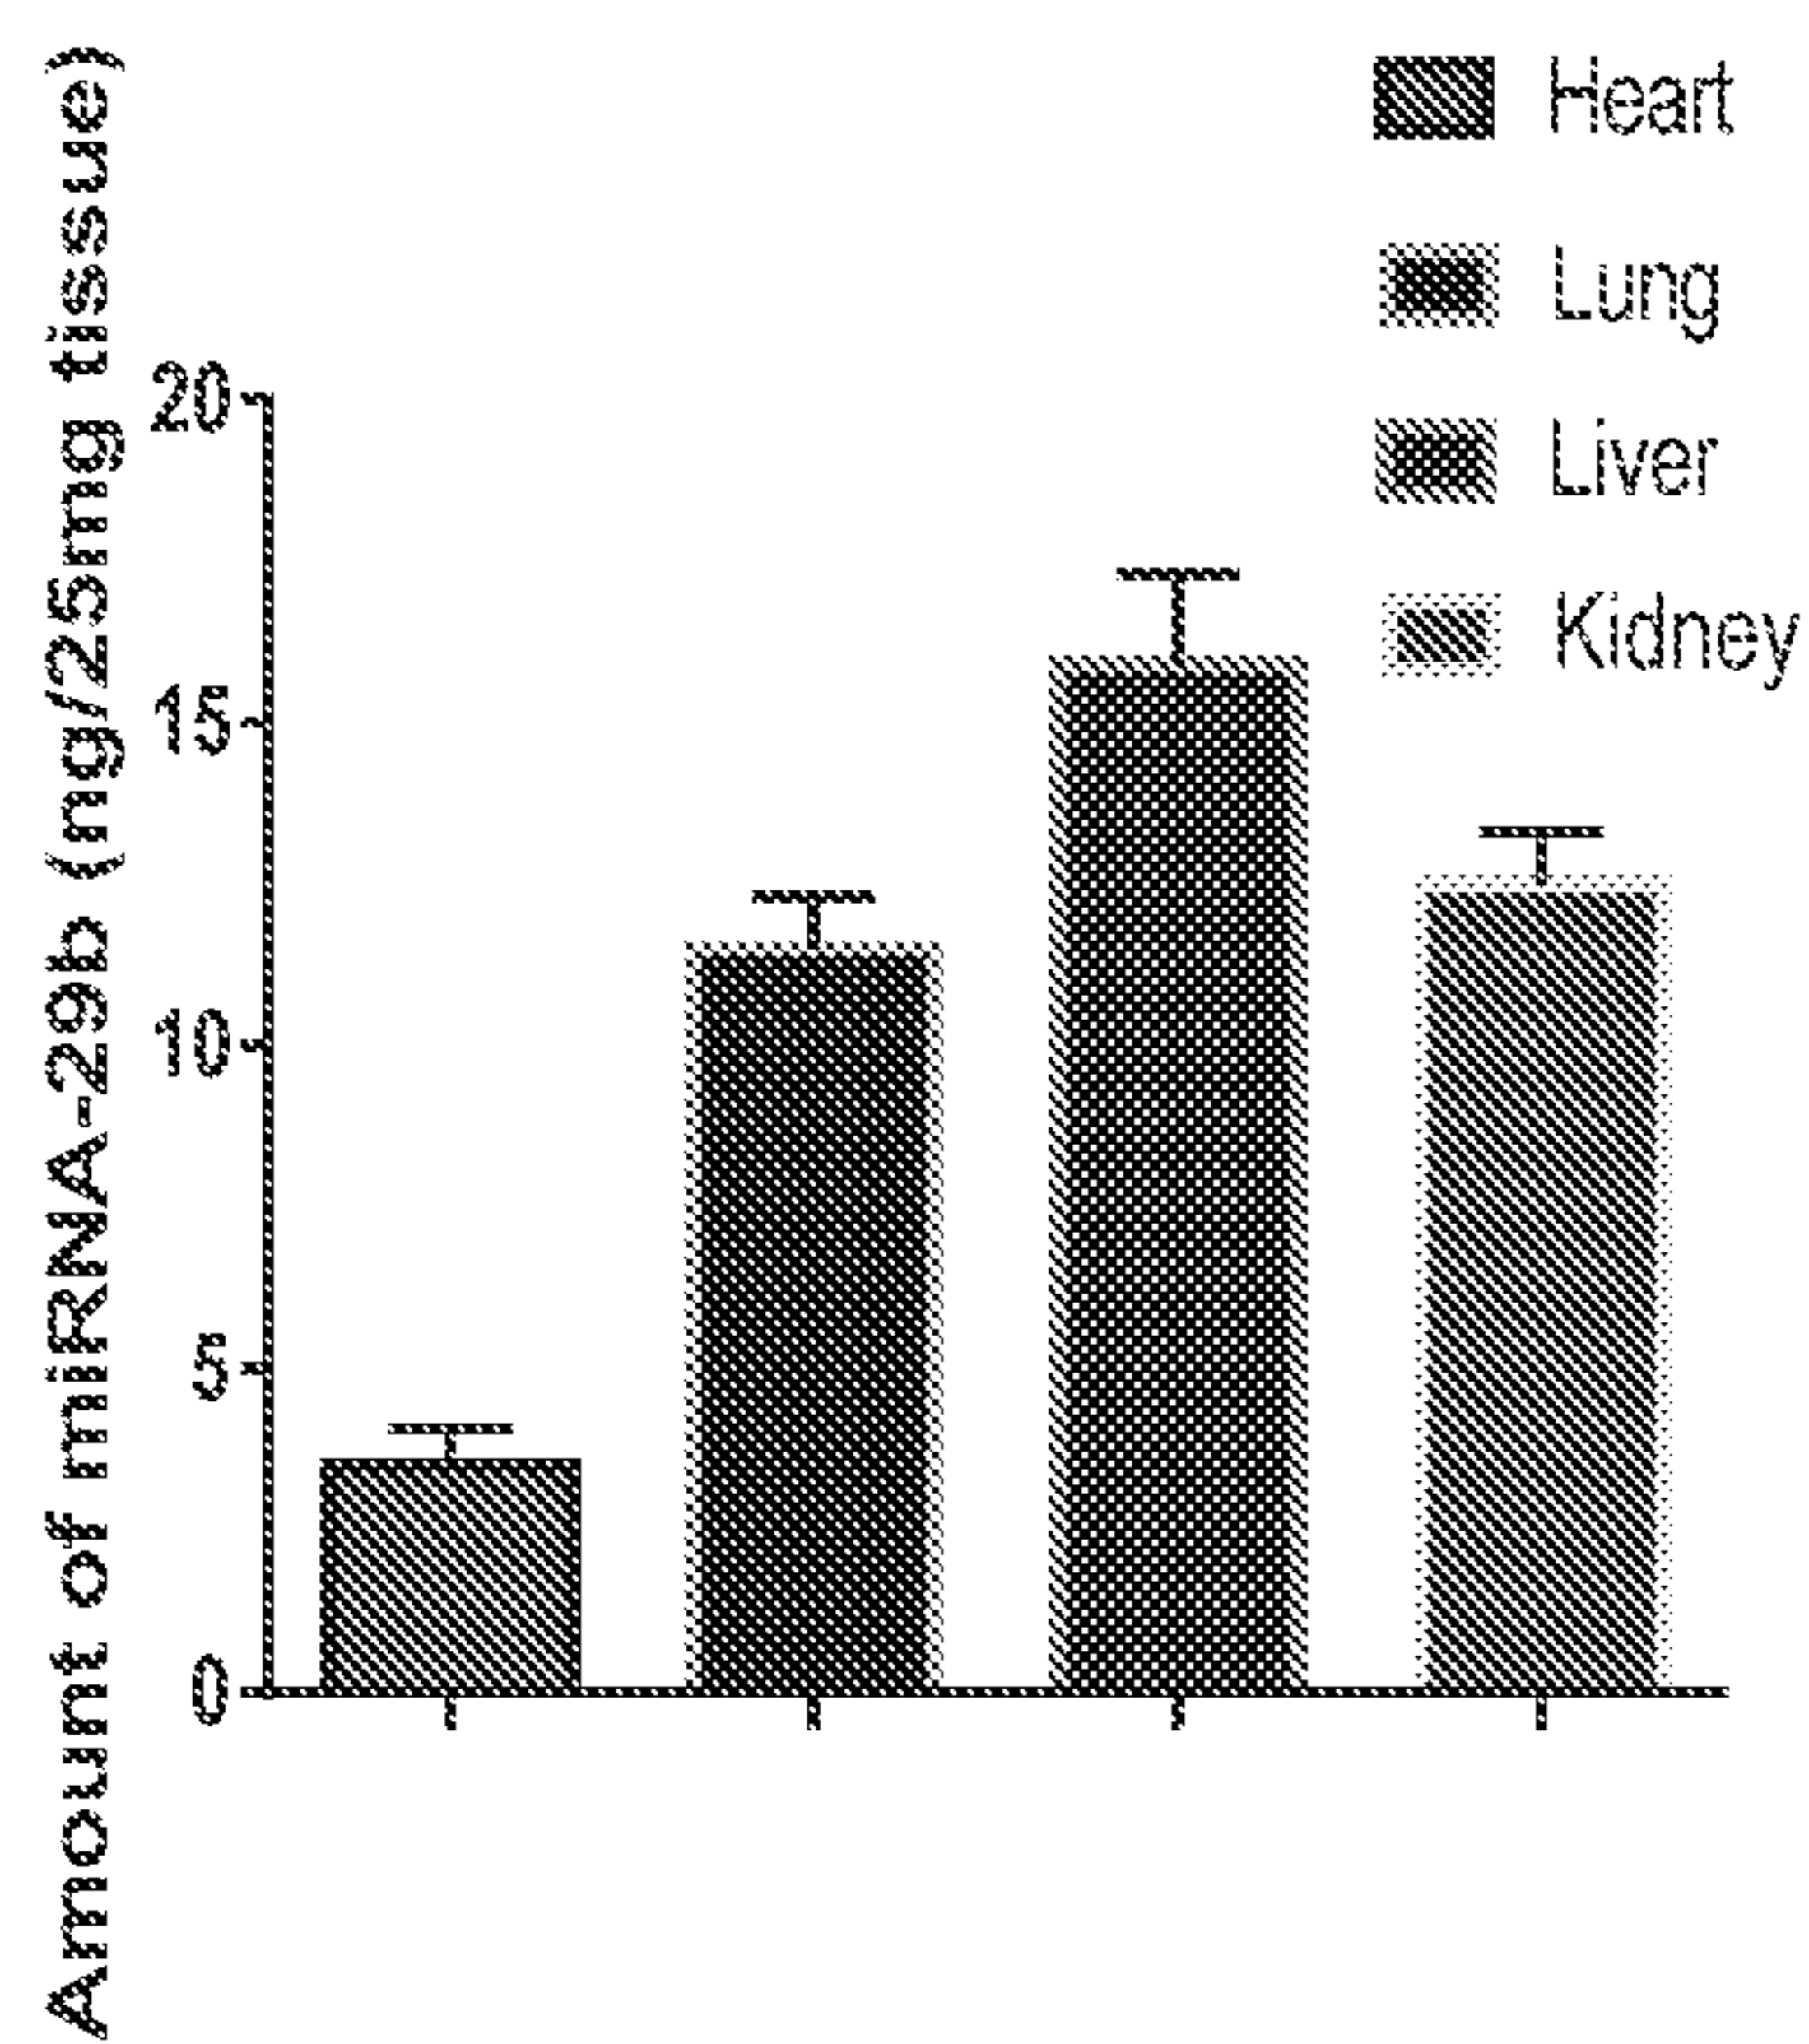 Amount of miRNA-29b (ng/25mg tissue)
20
15
10
5
0
Heart
Lung
Liver
Kidney